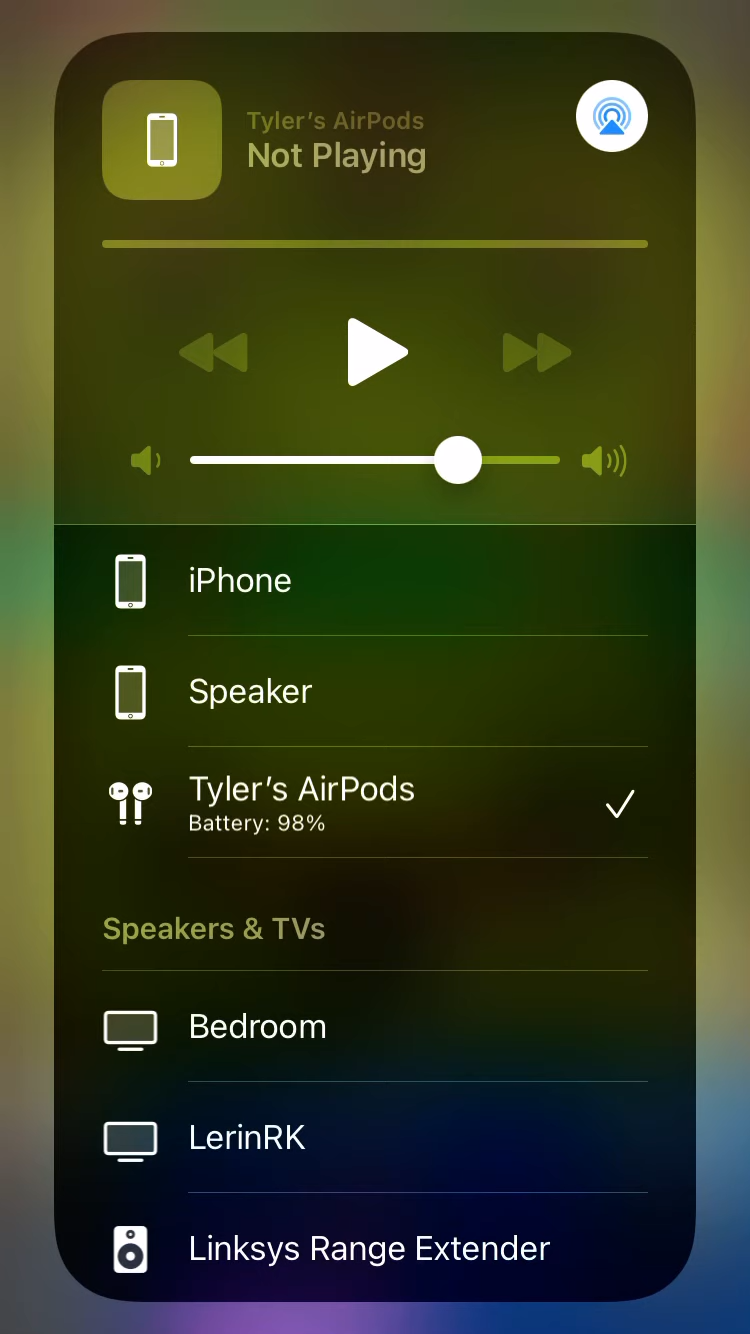 Tyler’s AirPods
Not Playing
iPhone
Speaker
Tyler’s AirPods
Battery: 98%
Speakers & TVs
Bedroom
LerinRK
Linksys Range Extender